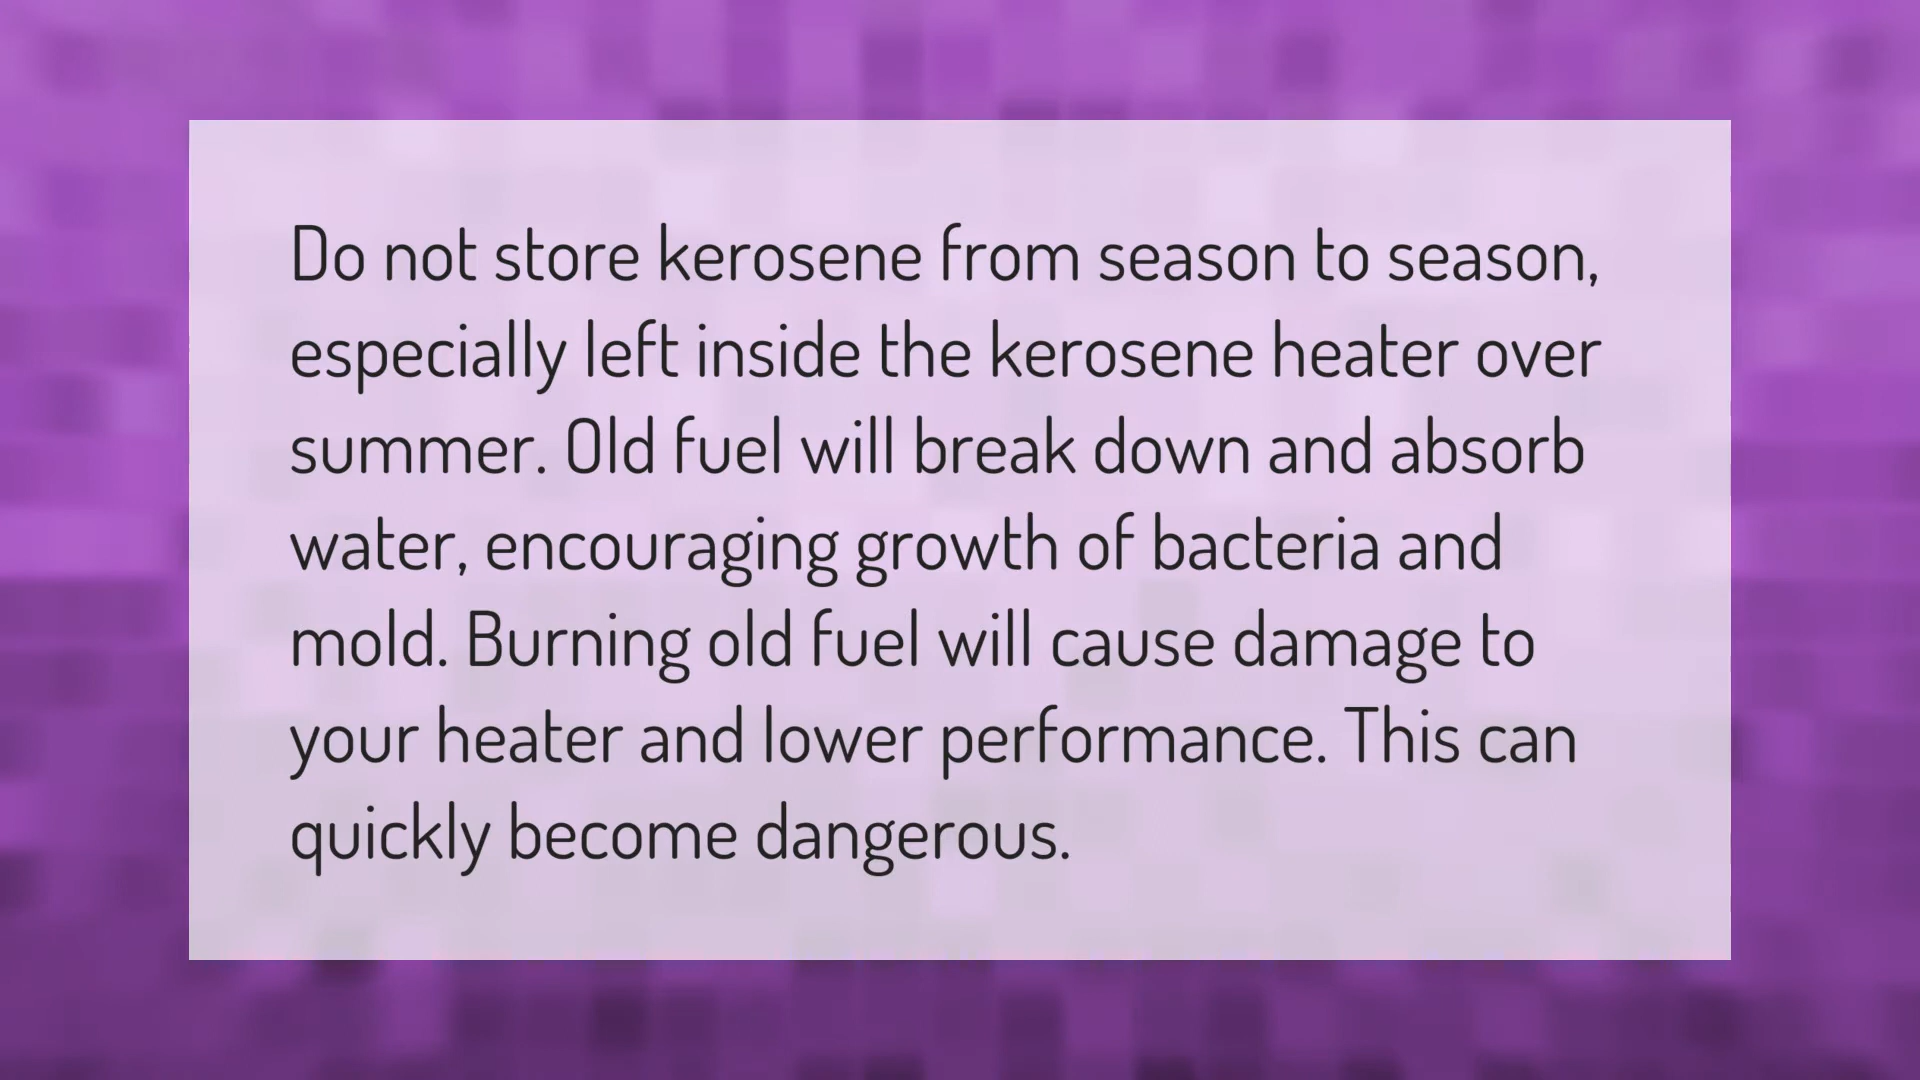 Do not store kerosene from season to season,
especially left inside the kerosene heater over
summer. Old fuel will break down and absorb
water, encouraging growth of bacteria and
mold. Burning old fuel will cause damage to
your heater and lower performance. This can
quickly become dangerous.